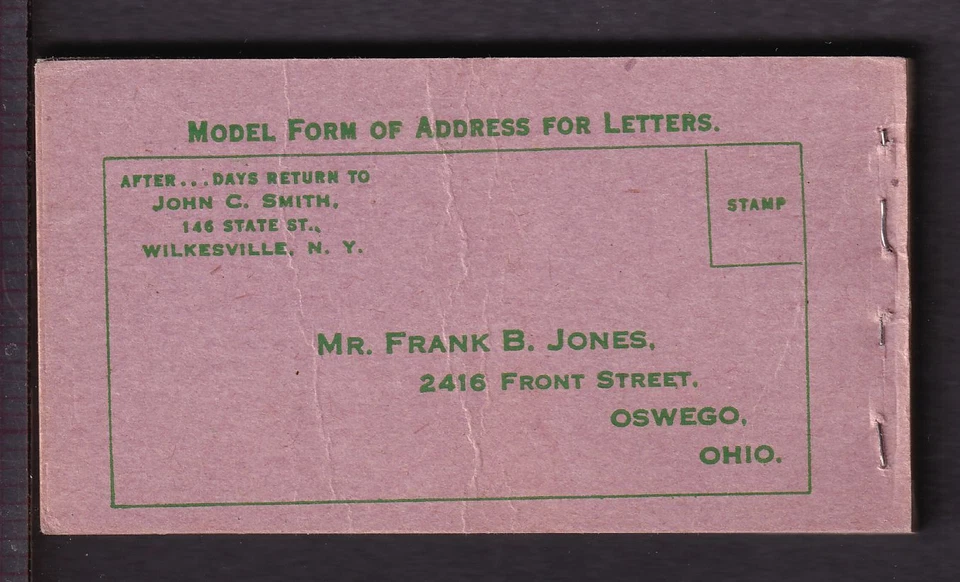 MODEL FORM OF ADDRESS FOR LETTERS.
AFTER...DAYS RETURN TO
JOHN C. SMITH,
146 STATE ST.,
WILKESVILLE, N. Y.
STAMP
MR. FRANK B. JONES,
2416 FRONT STREET,
OSWEGO,
OHIO.